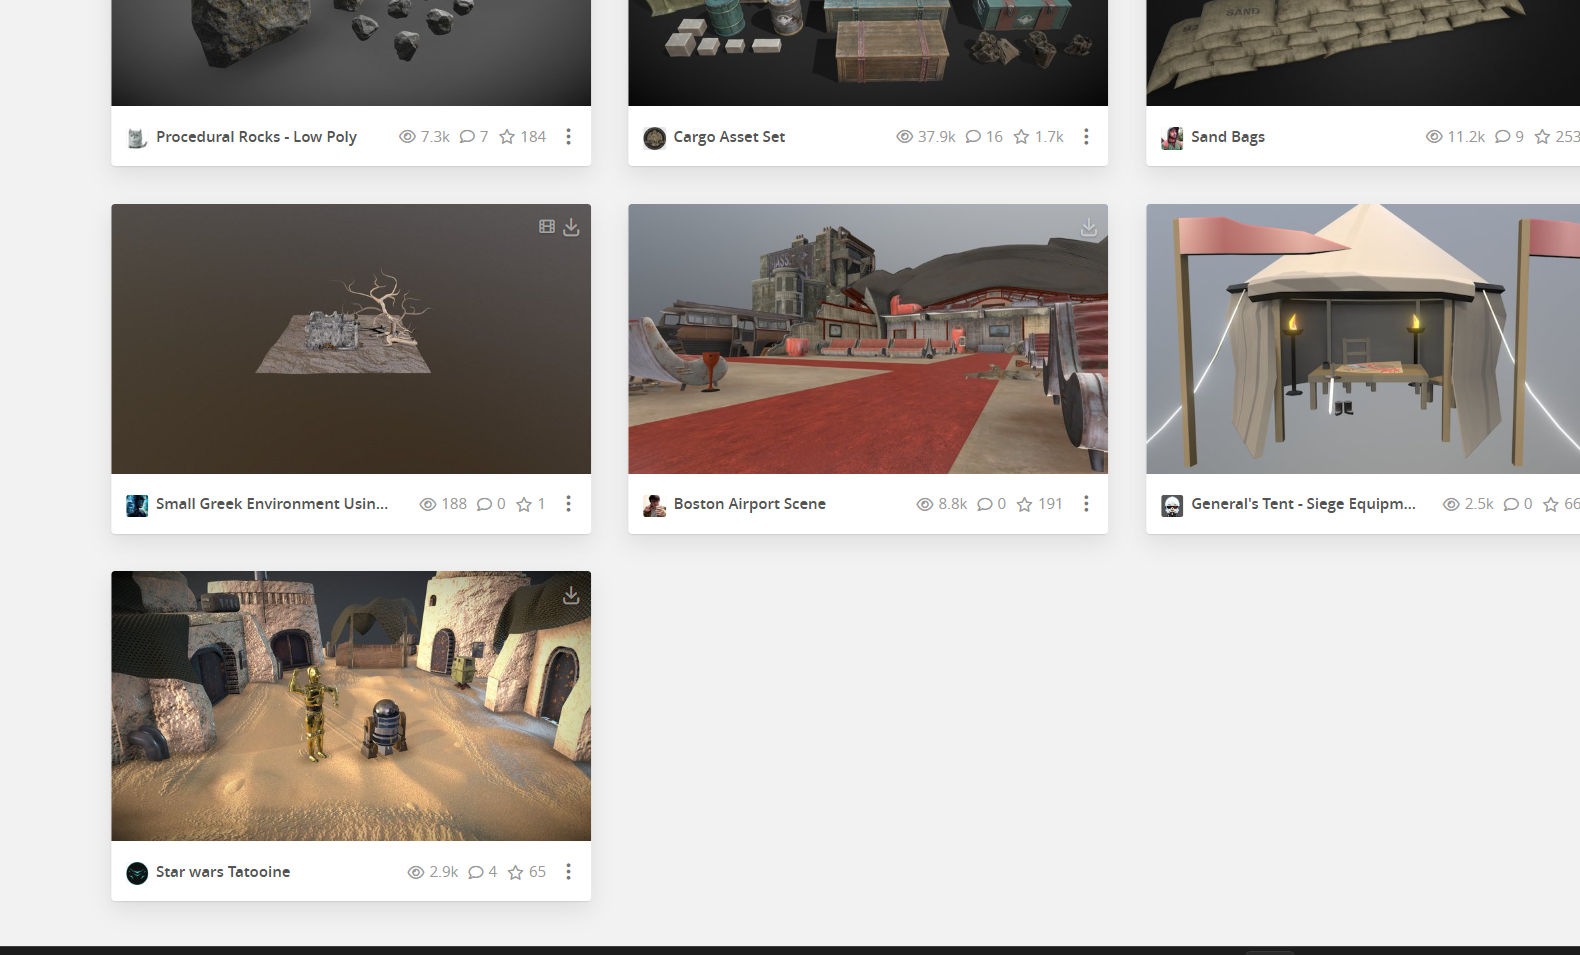 SAND
Procedural Rocks - Low Poly 7.3k 7 184
Cargo Asset Set 37.9k 16 1.7k
Sand Bags 11.2k 9 253
Small Greek Environment Usin... 188 0 1
Boston Airport Scene 8.8k 0 191
General's Tent - Siege Equipm... 2.5k 0 66
Star wars Tatooine 2.9k 4 65